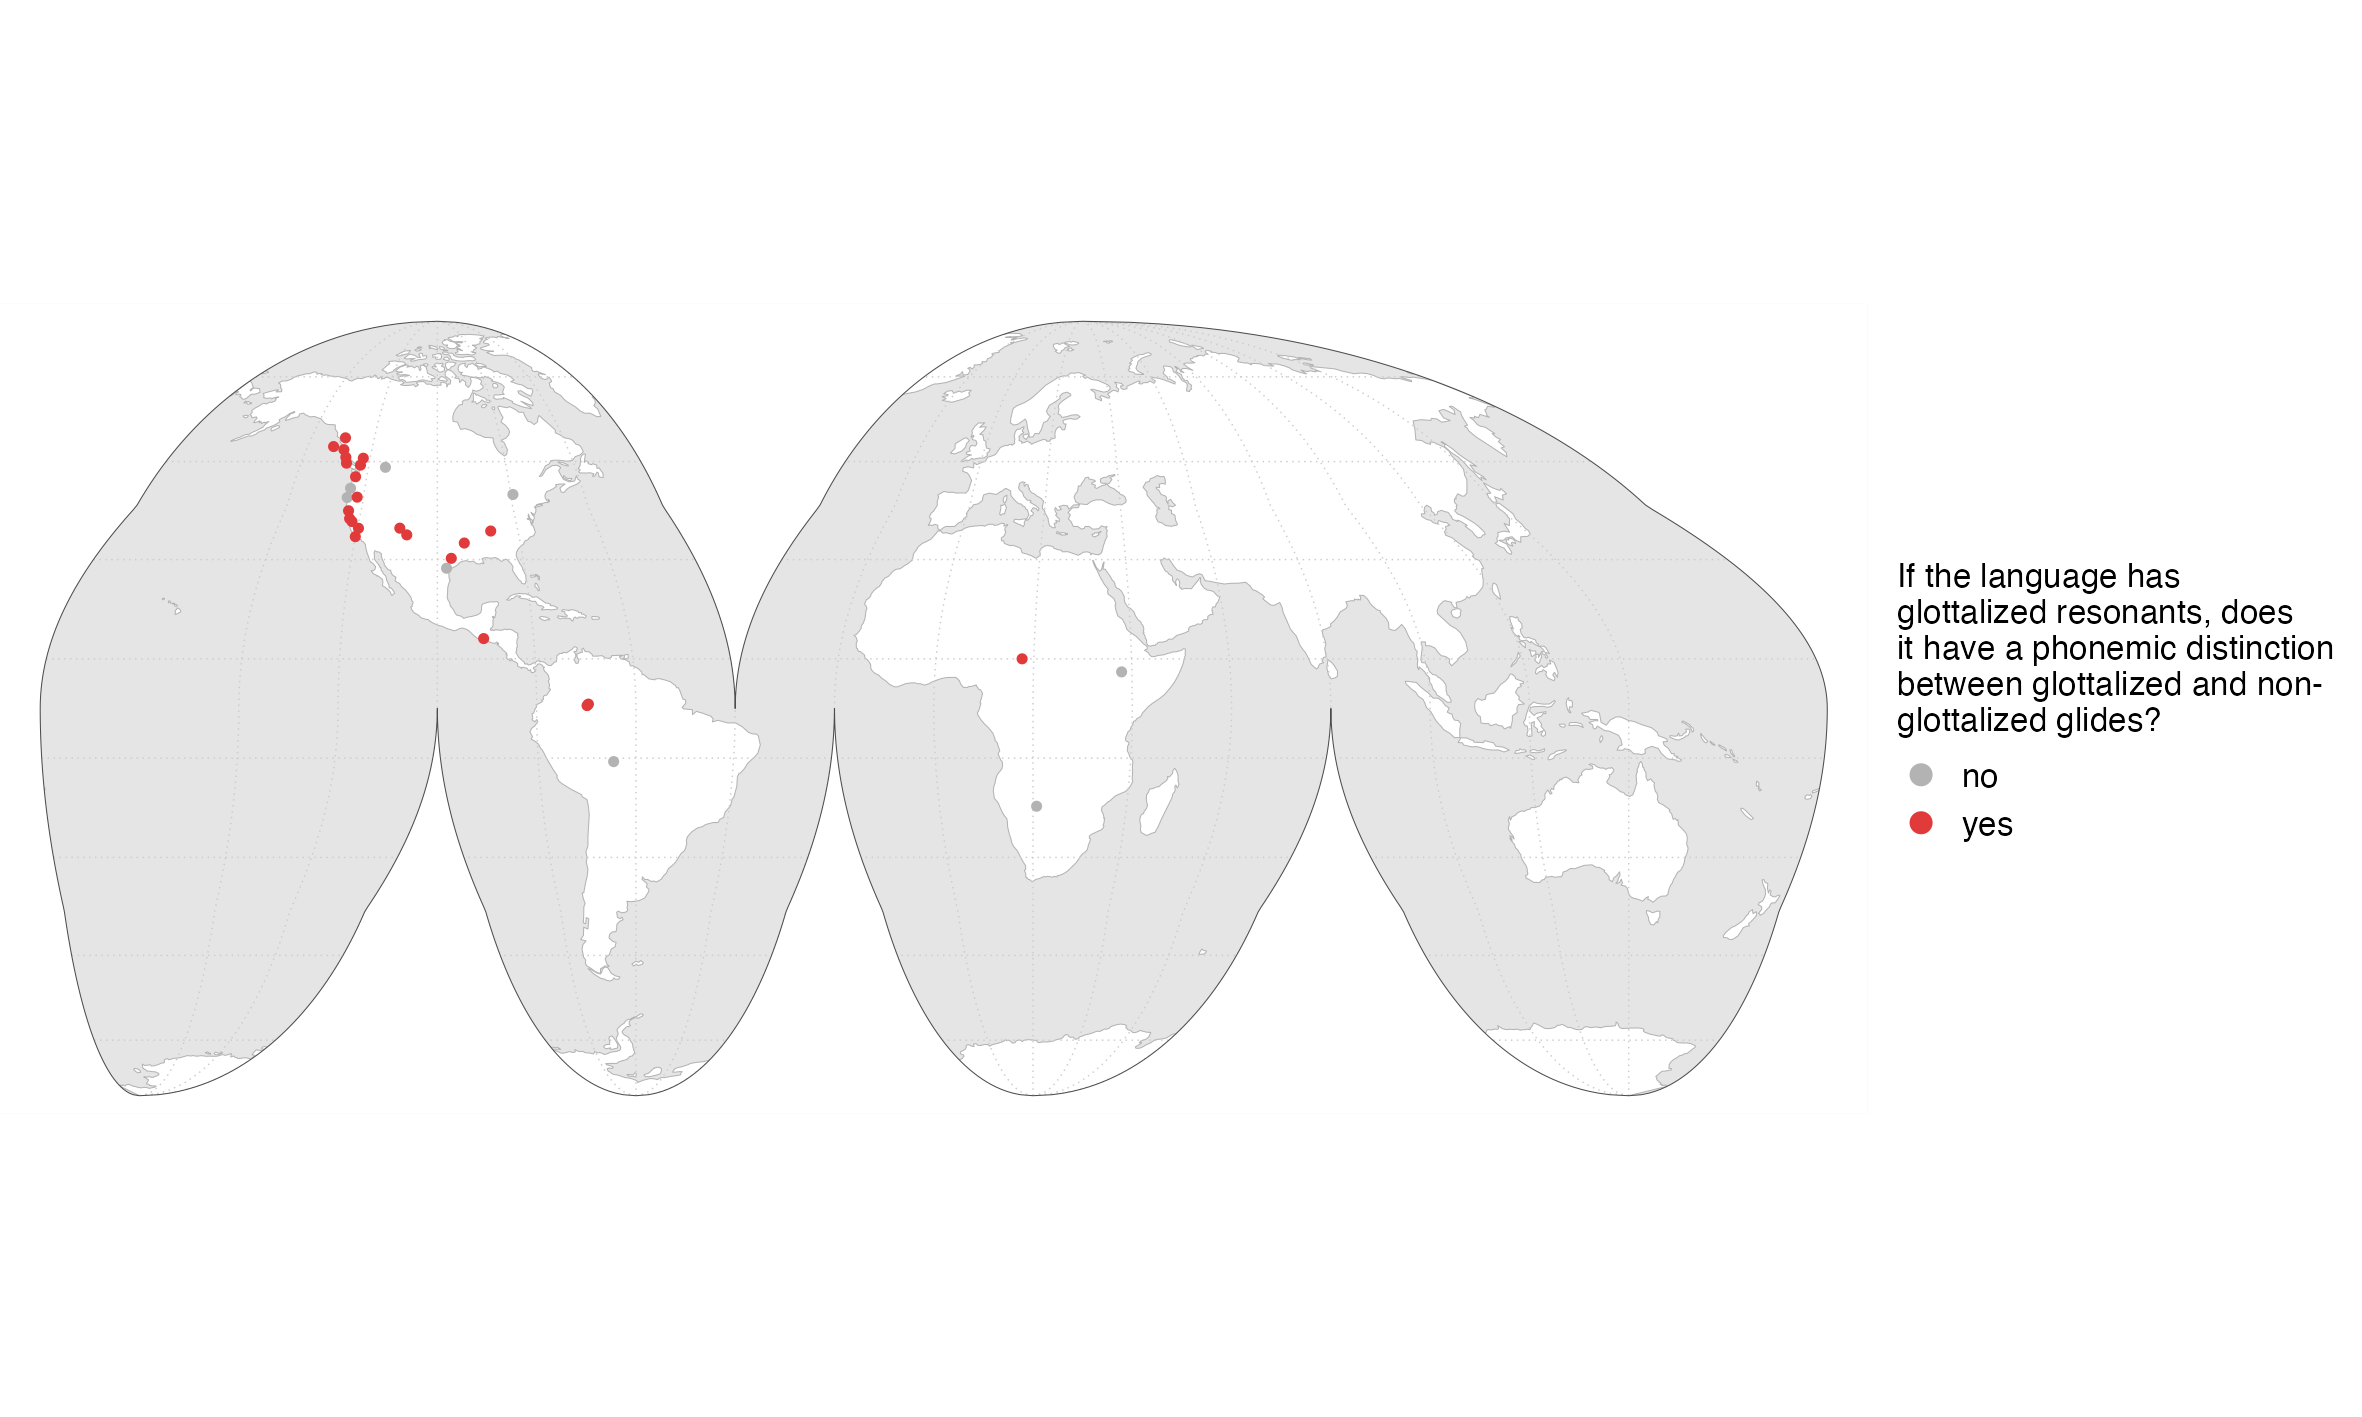 If the language has
glottalized resonants, does
it have a phonemic distinction
between glottalized and non-
glottalized glides?
no
yes